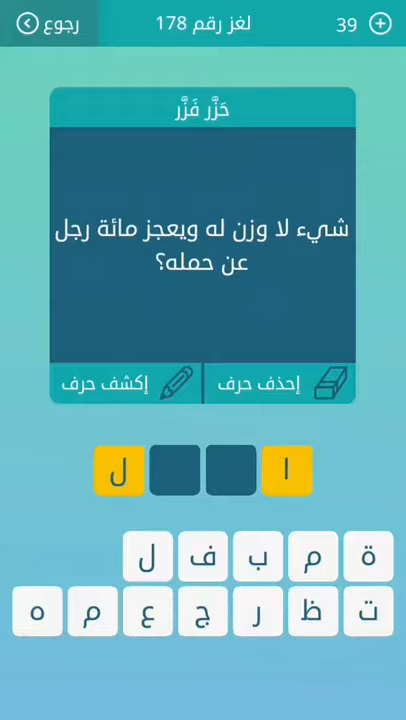 رجوع لغز رقم 178 39
حَزَّر فَزَّر
شيء لا وزن له ويعجز مائة رجل
عن حمله؟
إحذف حرف إكشف حرف
ا ل
ة م ب ف ل
ت ظ ر ج ع م ه